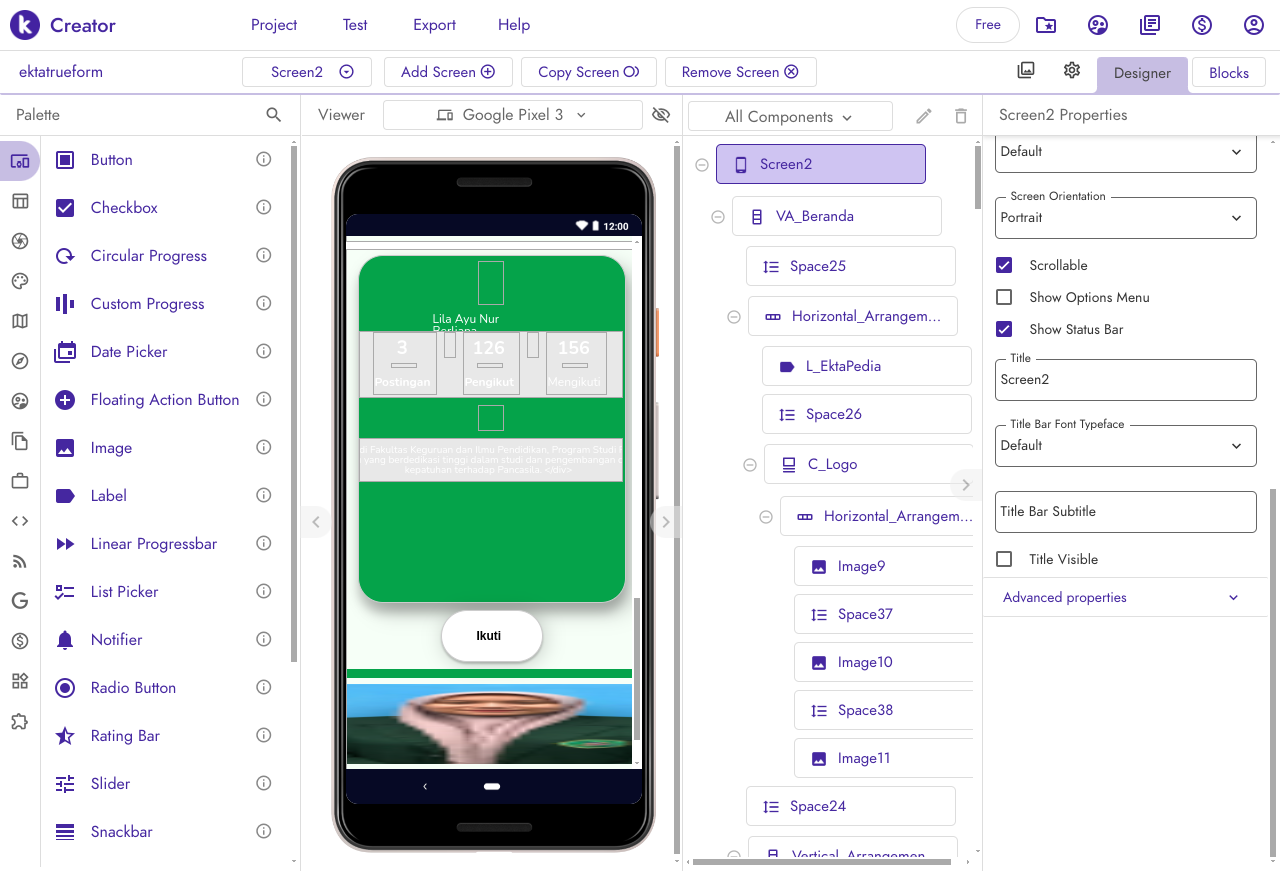 Creator
Project
Test
Export
Help
Free
ektatrueform
Screen2
Add Screen
Copy Screen
Remove Screen
Designer
Blocks
Palette
Button
Checkbox
Circular Progress
Custom Progress
Date Picker
Floating Action Button
Image
Label
Linear Progressbar
List Picker
Notifier
Radio Button
Rating Bar
Slider
Snackbar
Viewer
Google Pixel 3
12:00
Lila Ayu Nur
Berliana
3
126
156
Postingan
Pengikut
Mengikuti
di Fakultas Keguruan dan Ilmu Pendidikan, Program Studi
yang berdedikasi tinggi dalam studi dan pengembangan
kepatuhan terhadap Pancasila. </div>
Ikuti
All Components
Screen2
VA_Beranda
Space25
Horizontal_Arrangem...
L_EktaPedia
Space26
C_Logo
Horizontal_Arrangem...
Image9
Space37
Image10
Space38
Image11
Space24
Vertical_Arrangemen
Screen2 Properties
Default
Screen Orientation
Portrait
Scrollable
Show Options Menu
Show Status Bar
Title
Screen2
Title Bar Font Typeface
Default
Title Bar Subtitle
Title Visible
Advanced properties